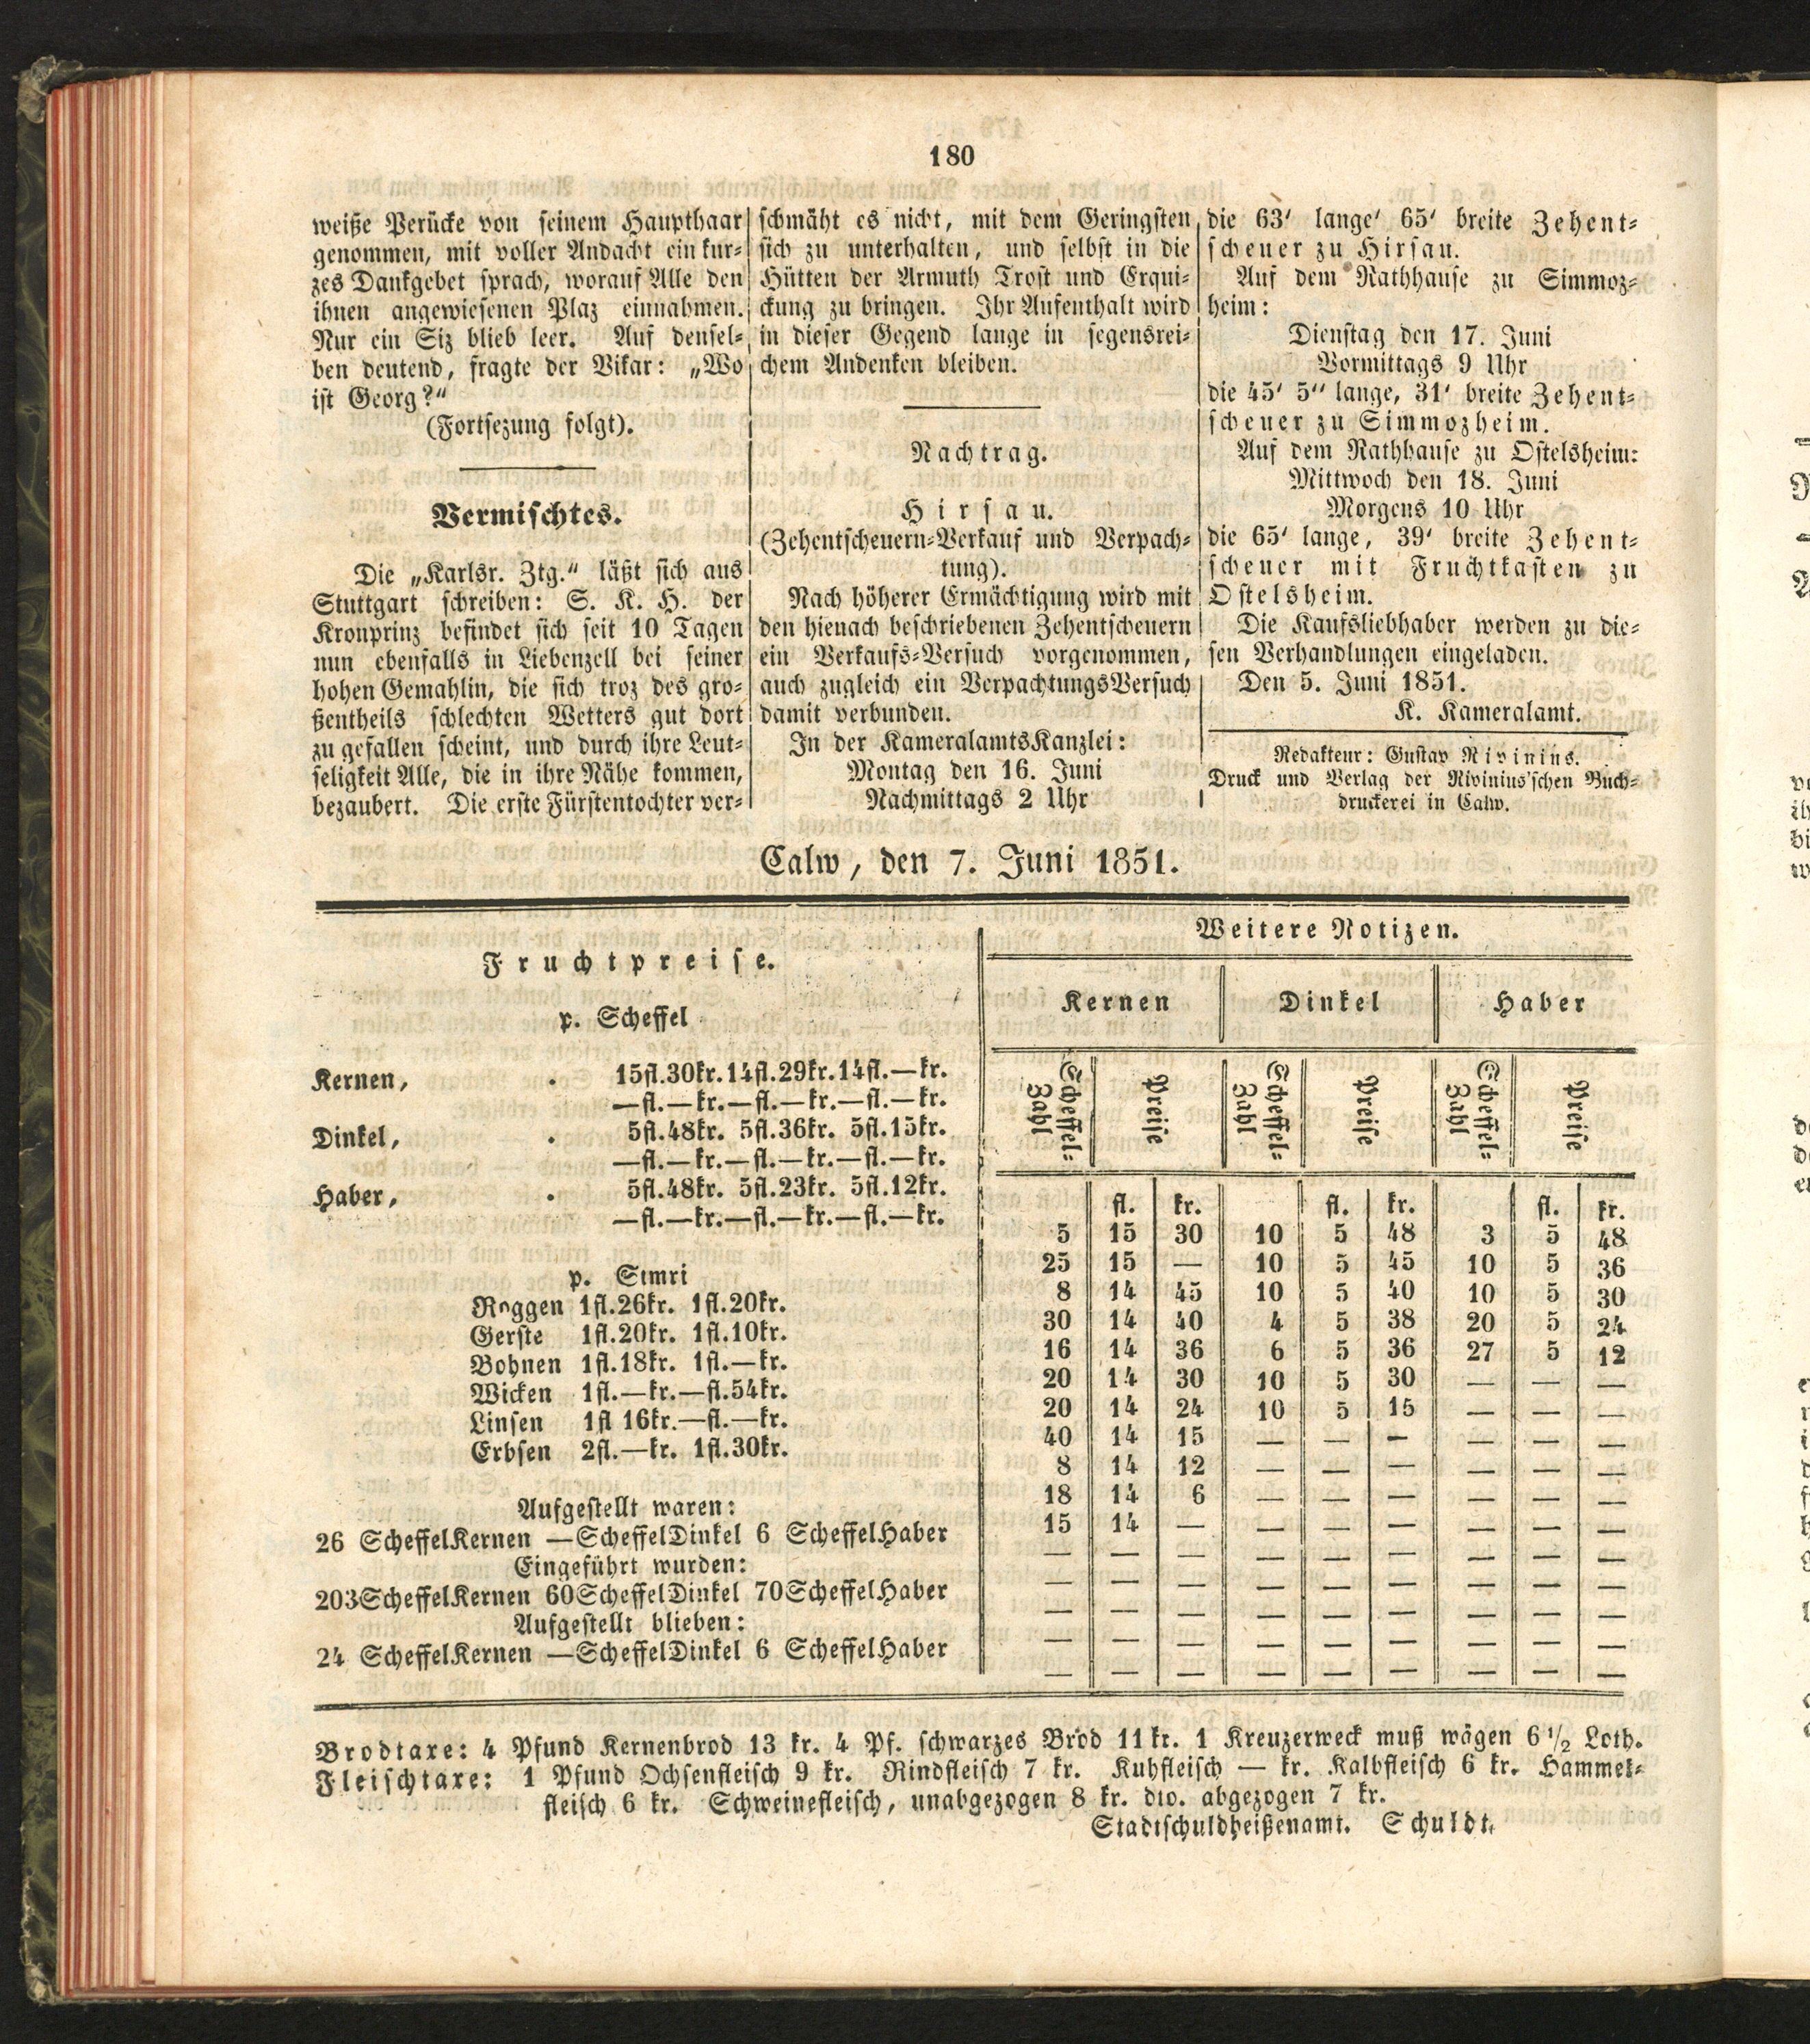 180
weiße Perücke von seinem Haupthaar
genommen, mit voller Andacht ein kur-
zes Dankgebet sprach, worauf Alle den
ihnen angewiesenen Plaz einnahmen.
Nur ein Siz blieb leer. Auf densel-
ben deutend, fragte der Vikar: „Wo
ist Georg?“
(Fortsezung folgt).
Vermischtes.
Die „Karlsr. Ztg.“ läßt sich aus
Stuttgart schreiben: S. K. H. der
Kronprinz befindet sich seit 10 Tagen
nun ebenfalls in Liebenzell bei seiner
hohen Gemahlin, die sich troz des gro-
ßentheils schlechten Wetters gut dort
zu gefallen scheint, und durch ihre Leut-
seligkeit Alle, die in ihre Nähe kommen,
bezaubert. Die erste Fürstentochter ver-
schmäht es nicht, mit dem Geringsten
sich zu unterhalten, und selbst in die
Hütten der Armuth Trost und Erqui-
ckung zu bringen. Ihr Aufenthalt wird
in dieser Gegend lange in segensrei-
chem Andenken bleiben.
Nachtrag.
Hirsau.
(Zehentscheuern-Verkauf und Verpach-
tung).
Nach höherer Ermächtigung wird mit
den hienach beschriebenen Zehentscheuern
ein Verkaufs-Versuch vorgenommen,
auch zugleich ein VerpachtungsVersuch
damit verbunden.
In der KameralamtsKanzlei:
Montag den 16. Juni
Nachmittags 2 Uhr
die 63′ lange′ 65′ breite Zehent-
scheuer zu Hirsau.
Auf dem Rathhause zu Simmoz-
heim:
Dienstag den 17. Juni
Vormittags 9 Uhr
die 45′ 5″ lange, 31′ breite Zehent-
scheuer zu Simmozheim.
Auf dem Rathhause zu Ostelsheim:
Mittwoch den 18. Juni
Morgens 10 Uhr
die 65′ lange, 39′ breite Zehent-
scheuer mit Fruchtkasten zu
Ostelsheim.
Die Kaufsliebhaber werden zu die-
sen Verhandlungen eingeladen.
Den 5. Juni 1851.
K. Kameralamt.
Redakteur: Gustav Rivinius.
Druck und Verlag der Rivinius'schen Buch-
druckerei in Calw.
Calw, den 7. Juni 1851.
Fruchtpreise.
p. Scheffel
Kernen, . 15fl.30kr.14fl.29kr.14fl.—kr.
—fl.—kr.—fl.—kr.—fl.—kr.
Dinkel, . 5fl.48kr. 5fl.36kr. 5fl.15kr.
—fl.—kr.—fl.—kr.—fl.—kr.
Haber, . 5fl.48kr. 5fl.23kr. 5fl.12kr.
—fl.—kr.—fl.—kr.—fl.—kr.
p. Simri
Roggen 1fl.26kr. 1fl.20kr.
Gerste 1fl.20kr. 1fl.10kr.
Bohnen 1fl.18kr. 1fl.—kr.
Wicken 1fl.—kr.—fl.54kr.
Linsen 1fl 16kr.—fl.—kr.
Erbsen 2fl.—kr. 1fl.30kr.
Aufgestellt waren:
26 ScheffelKernen —ScheffelDinkel 6 ScheffelHaber
Eingeführt wurden:
203ScheffelKernen 60ScheffelDinkel 70ScheffelHaber
Aufgestellt blieben:
24 ScheffelKernen —ScheffelDinkel 6 ScheffelHaber
Weitere Notizen.
Kernen Dinkel Haber
Scheffel-Zahl Preise Scheffel-Zahl Preise Scheffel-Zahl Preise
fl. kr. fl. kr. fl. kr.
5 15 30 10 5 48 3 5 48
25 15 — 10 5 45 10 5 36
8 14 45 10 5 40 10 5 30
30 14 40 4 5 38 20 5 24
16 14 36 6 5 36 27 5 12
20 14 30 10 5 30 — — —
20 14 24 10 5 15 — — —
40 14 15 — — — — — —
8 14 12 — — — — — —
18 14 6 — — — — — —
15 14 — — — — — — —
— — — — — — — — —
— — — — — — — — —
— — — — — — — — —
— — — — — — — — —
— — — — — — — — —
Brodtaxe: 4 Pfund Kernenbrod 13 kr. 4 Pf. schwarzes Brod 11kr. 1 Kreuzerweck muß wägen 6 1/2 Loth.
Fleischtaxe: 1 Pfund Ochsenfleisch 9 kr. Rindfleisch 7 kr. Kuhfleisch — kr. Kalbfleisch 6 kr. Hammel-
fleisch 6 kr. Schweinefleisch, unabgezogen 8 kr. dto. abgezogen 7 kr.
Stadtschuldheißenamt. Schuldt.